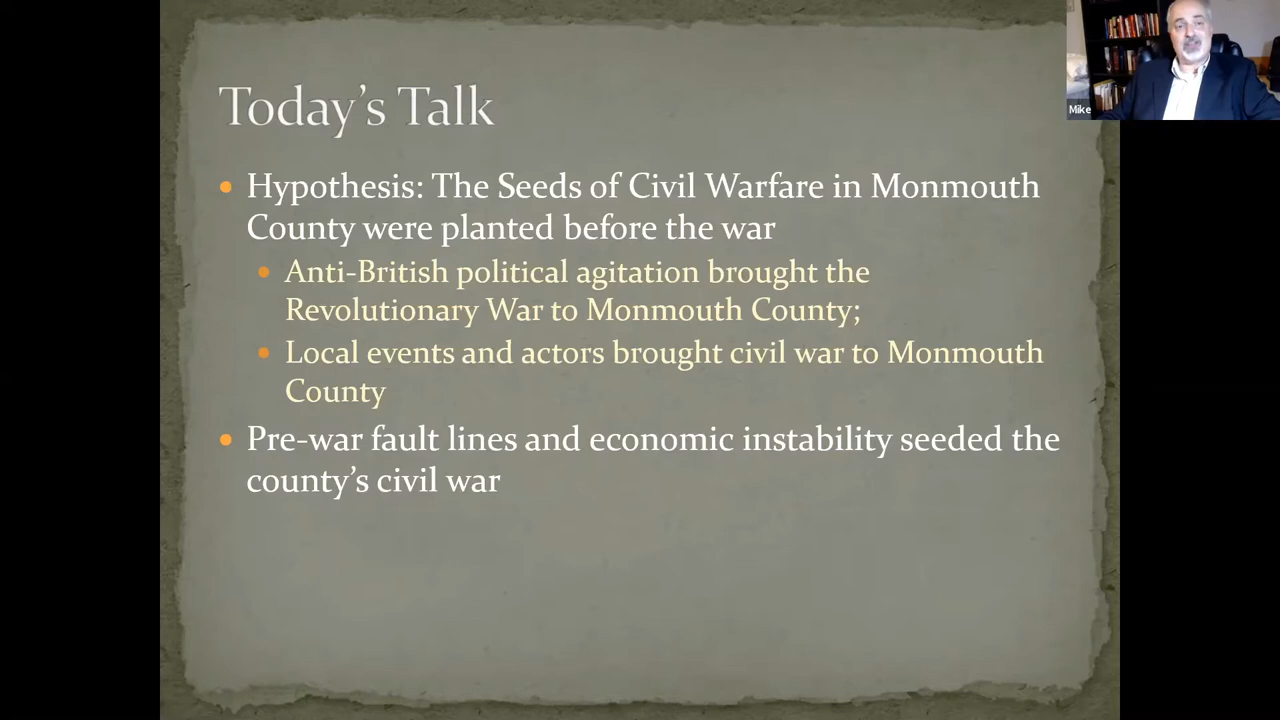 Today's Talk
Hypothesis: The Seeds of Civil Warfare in Monmouth
County were planted before the war
Anti-British political agitation brought the
Revolutionary War to Monmouth County;
Local events and actors brought civil war to Monmouth
County
Pre-war fault lines and economic instability seeded the
county's civil war
Mike